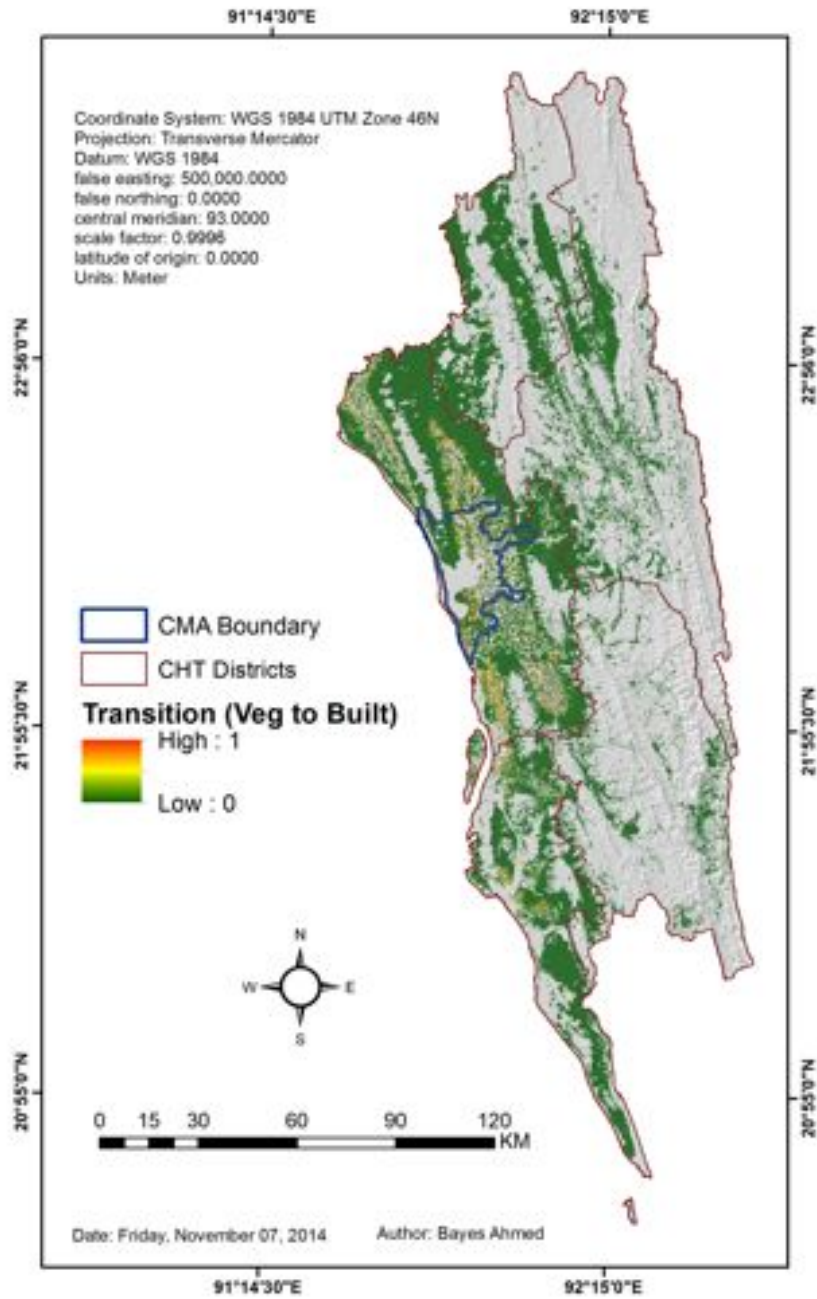 91°14'30"E 92°15'0"E
Coordinate System: WGS 1984 UTM Zone 46N
Projection: Transverse Mercator
Datum: WGS 1984
false easting: 500,000.0000
false northing: 0.0000
central meridian: 93.0000
scale factor: 0.9996
latitude of origin: 0.0000
Units: Meter
22°56'0"N 22°56'0"N
CMA Boundary
CHT Districts
Transition (Veg to Built)
High : 1
Low : 0
21°55'30"N 21°55'30"N
N
W E
S
20°55'0"N 20°55'0"N
0 15 30 60 90 120
KM
Date: Friday, November 07, 2014 Author: Bayes Ahmed
91°14'30"E 92°15'0"E